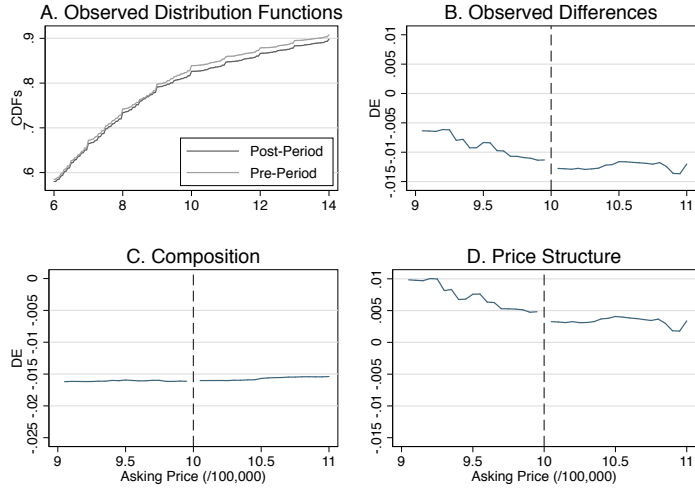 A. Observed Distribution Functions
CDFs
.6 .7 .8 .9
6 8 10 12 14
Post-Period
Pre-Period
B. Observed Differences
DE
-.015 -.01 -.005 0 .005 .01
9 9.5 10 10.5 11
C. Composition
DE
-.025 -.02 -.015 -.01 -.005 0
9 9.5 10 10.5 11
Asking Price (/100,000)
D. Price Structure
-.015 -.01 -.005 0 .005 .01
9 9.5 10 10.5 11
Asking Price (/100,000)